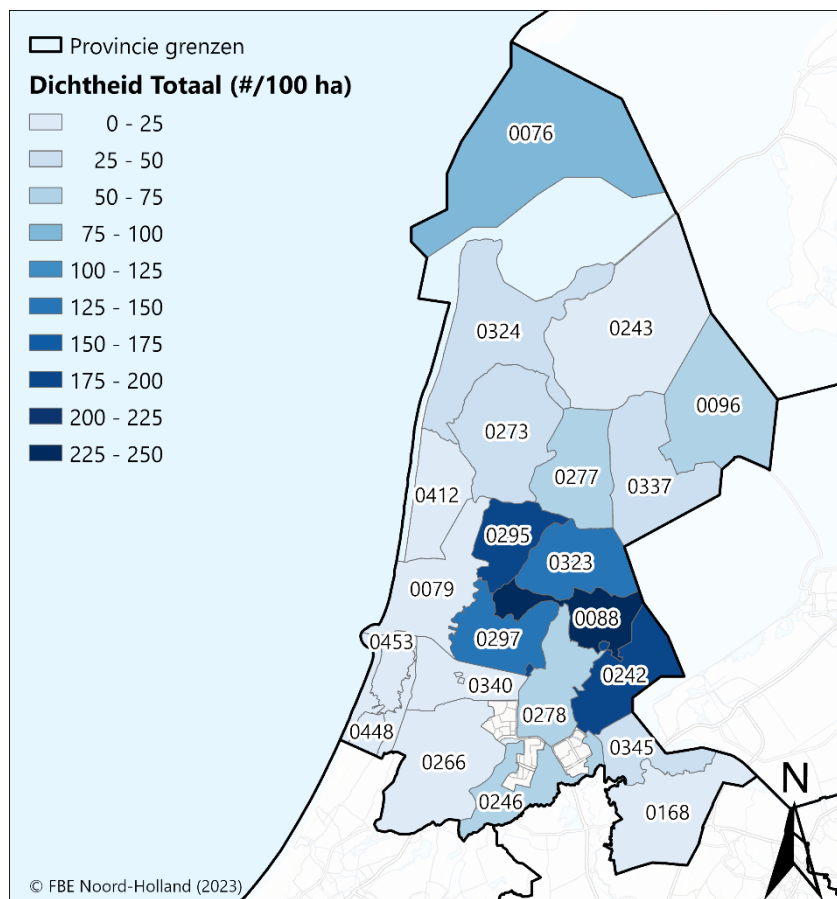 Provincie grenzen
Dichtheid Totaal (#/100 ha)
0 - 25
25 - 50
50 - 75
75 - 100
100 - 125
125 - 150
150 - 175
175 - 200
200 - 225
225 - 250
0076
0324
0243
0096
0273
0277
0337
0412
0295
0323
0079
0088
0297
0453
0242
0340
0278
0448
0345
0266
0246
0168
N
© FBE Noord-Holland (2023)